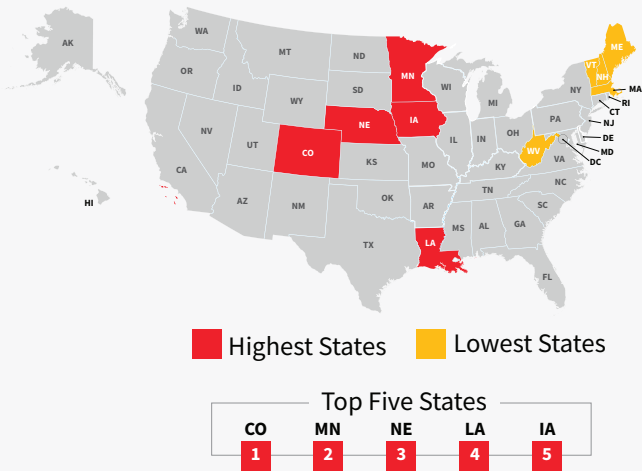 AK
WA
MT
ND
MN
ME
VT
NH
OR
ID
SD
WI
NY
MA
RI
CT
WY
MI
NV
NE
IA
PA
NJ
UT
CO
IL
IN
OH
DE
MD
DC
CA
KS
MO
WV
VA
KY
HI
AZ
NM
OK
AR
TN
NC
SC
TX
LA
MS
AL
GA
FL
Highest States
Lowest States
Top Five States
CO MN NE LA IA
1 2 3 4 5